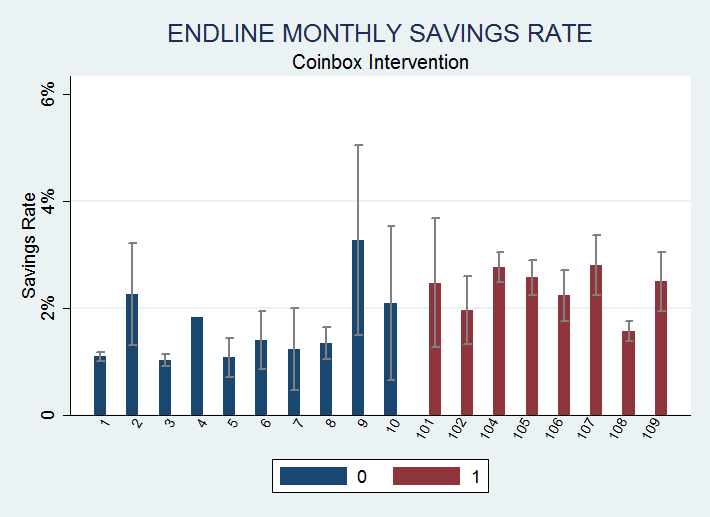 ENDLINE MONTHLY SAVINGS RATE
Coinbox Intervention
Savings Rate
6%
4%
2%
0
1 2 3 4 5 6 7 8 9 10 101 102 104 105 106 107 108 109
0 1